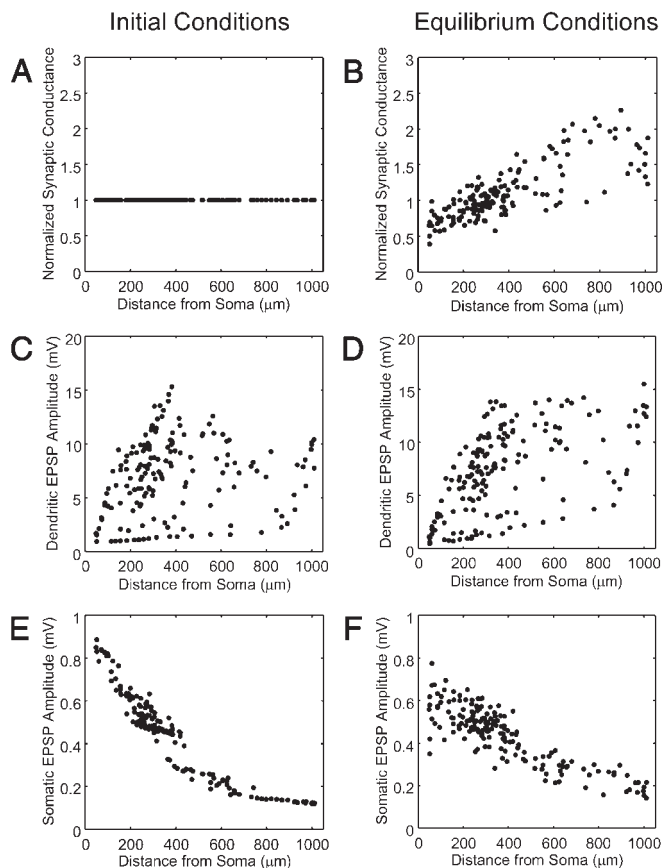 Initial Conditions
Equilibrium Conditions
A
Normalized Synaptic Conductance
3
2.5
2
1.5
1
0.5
0
0 200 400 600 800 1000
Distance from Soma (μm)
B
Normalized Synaptic Conductance
3
2.5
2
1.5
1
0.5
0
0 200 400 600 800 1000
Distance from Soma (μm)
C
Dendritic EPSP Amplitude (mV)
20
15
10
5
0
0 200 400 600 800 1000
Distance from Soma (μm)
D
Dendritic EPSP Amplitude (mV)
20
15
10
5
0
0 200 400 600 800 1000
Distance from Soma (μm)
E
Somatic EPSP Amplitude (mV)
1
0.8
0.6
0.4
0.2
0
0 200 400 600 800 1000
Distance from Soma (μm)
F
Somatic EPSP Amplitude (mV)
1
0.8
0.6
0.4
0.2
0
0 200 400 600 800 1000
Distance from Soma (μm)